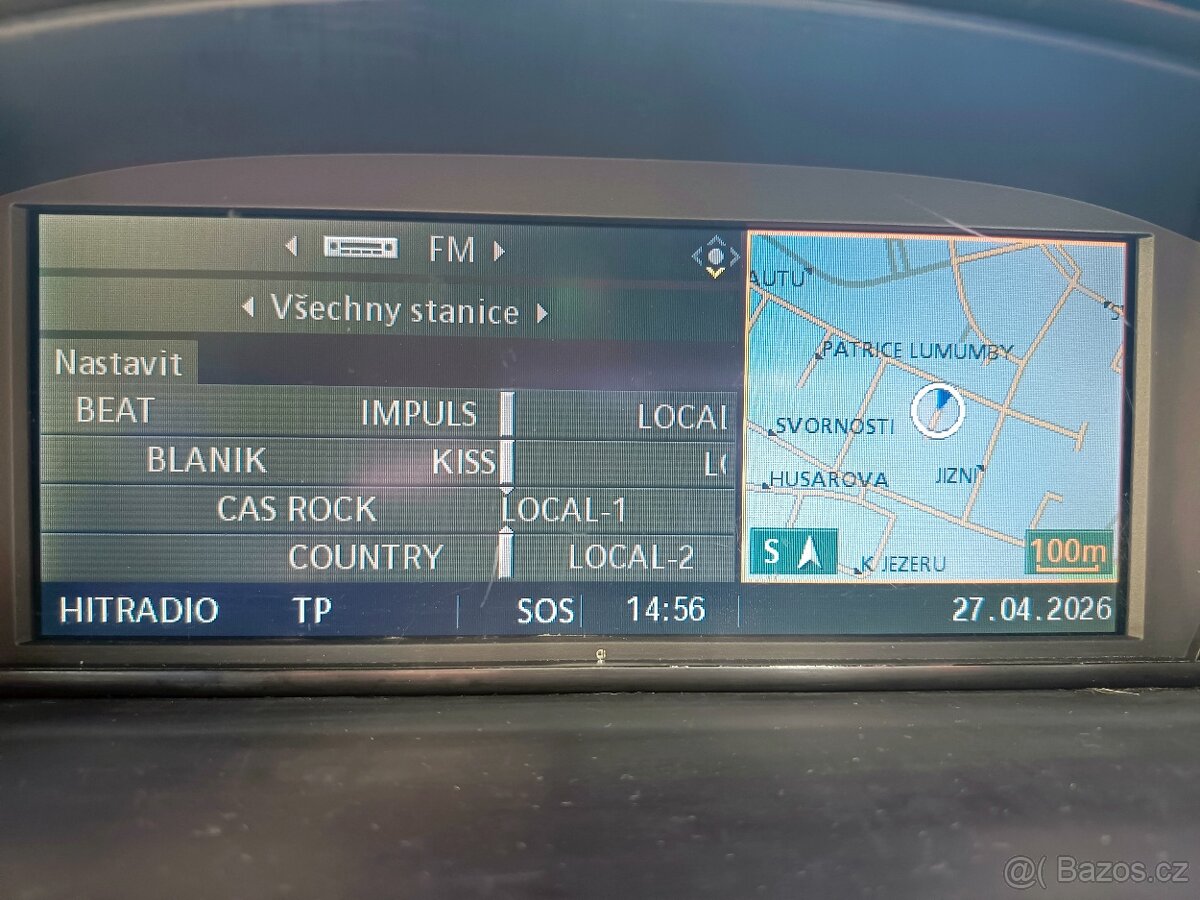 FM
Všechny stanice
Nastavit
BEAT IMPULS LOCAL
BLANIK KISS
CAS ROCK LOCAL-1
COUNTRY LOCAL-2
HITRADIO TP SOS 14:56 27.04.2026
AUTU
PATRICE LUMUMBY
SVORNOSTI
HUSAROVA JIZNI
S 100m
K JEZERU
@( Bazos.cz